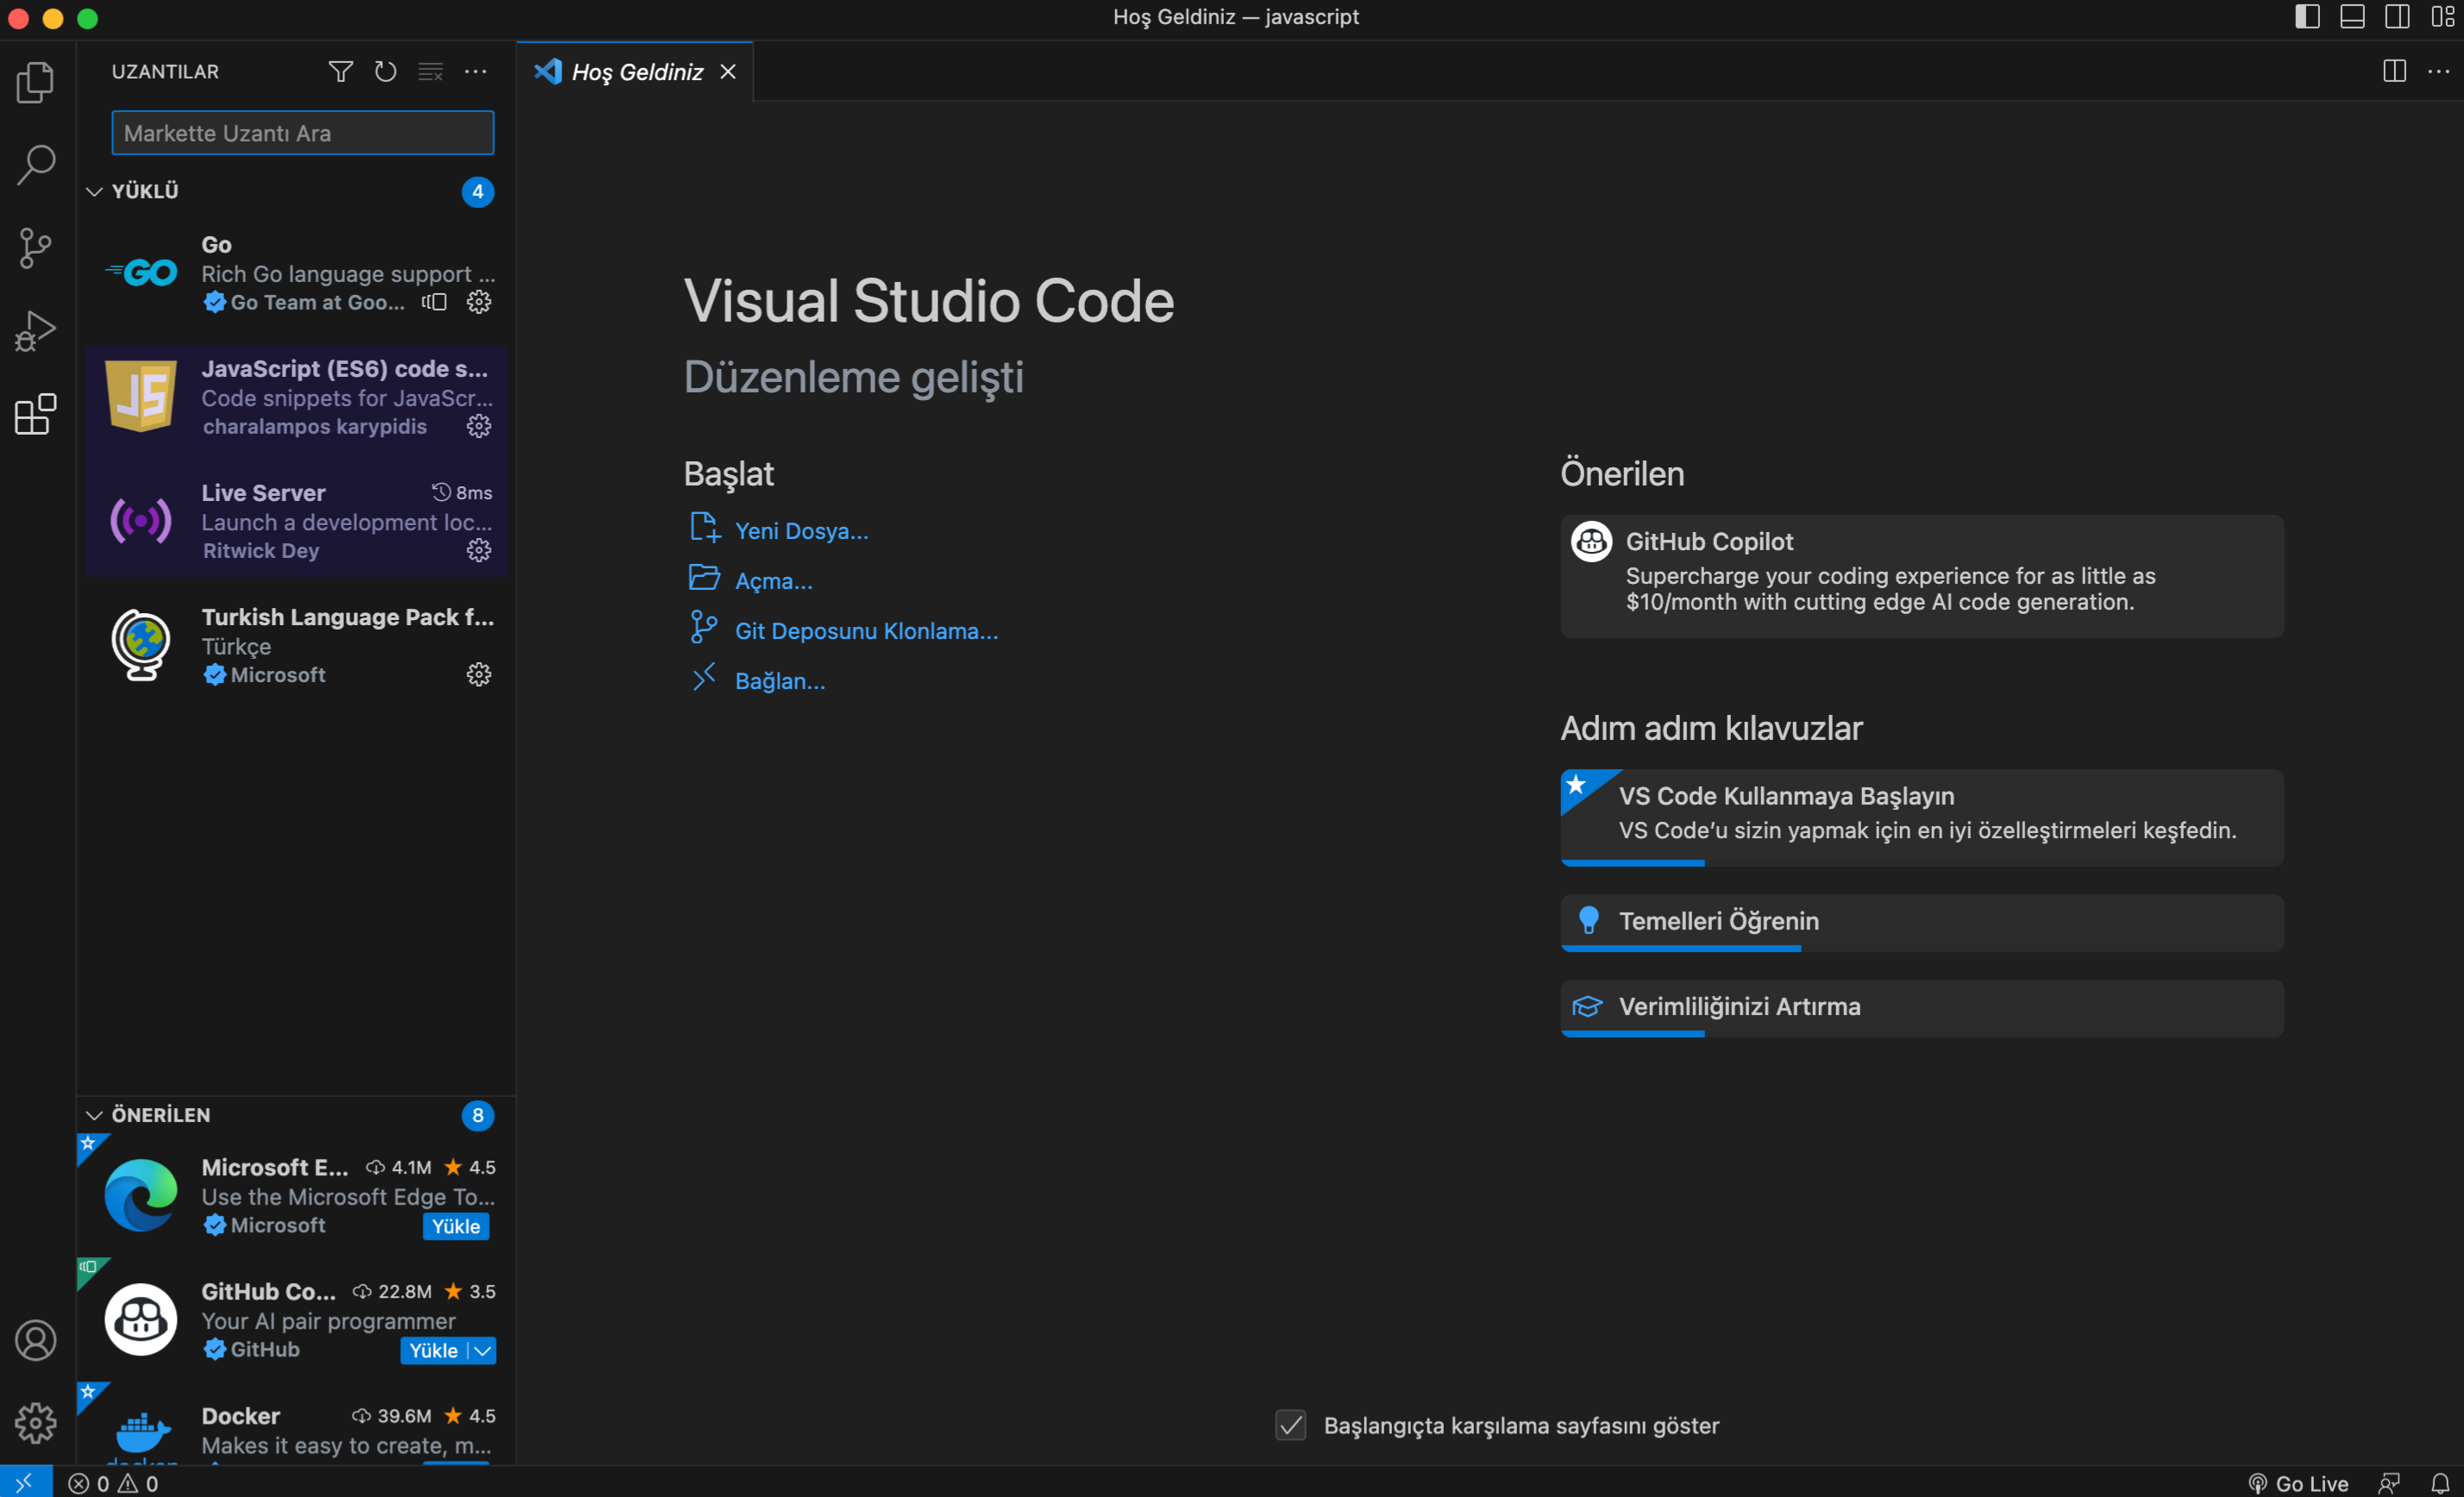 Hoş Geldiniz — javascript
UZANTILAR
Markette Uzantı Ara
YÜKLÜ
4
GO
Go
Rich Go language support ...
Go Team at Goo...
JS
JavaScript (ES6) code s...
Code snippets for JavaScr...
charalampos karypidis
Live Server 8ms
Launch a development loc...
Ritwick Dey
Turkish Language Pack f...
Türkçe
Microsoft
ÖNERİLEN
8
Microsoft E... 4.1M 4.5
Use the Microsoft Edge To...
Microsoft
Yükle
GitHub Co... 22.8M 3.5
Your AI pair programmer
GitHub
Yükle
Docker 39.6M 4.5
Makes it easy to create, m...
Hoş Geldiniz
Visual Studio Code
Düzenleme gelişti
Başlat
Yeni Dosya...
Açma...
Git Deposunu Klonlama...
Bağlan...
Önerilen
GitHub Copilot
Supercharge your coding experience for as little as
$10/month with cutting edge AI code generation.
Adım adım kılavuzlar
VS Code Kullanmaya Başlayın
VS Code’u sizin yapmak için en iyi özelleştirmeleri keşfedin.
Temelleri Öğrenin
Verimliliğinizi Artırma
Başlangıçta karşılama sayfasını göster
0 0
Go Live